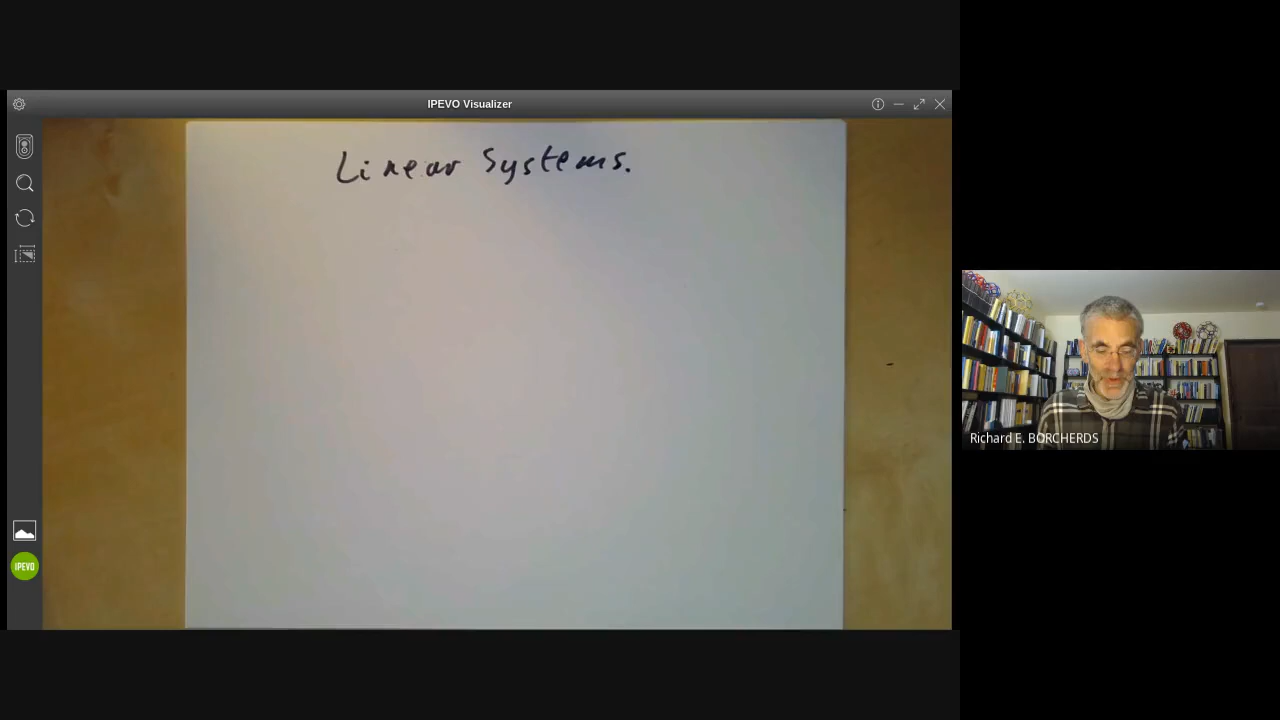 IPEVO Visualizer
Linear Systems.
IPEVO
Richard E. BORCHERDS